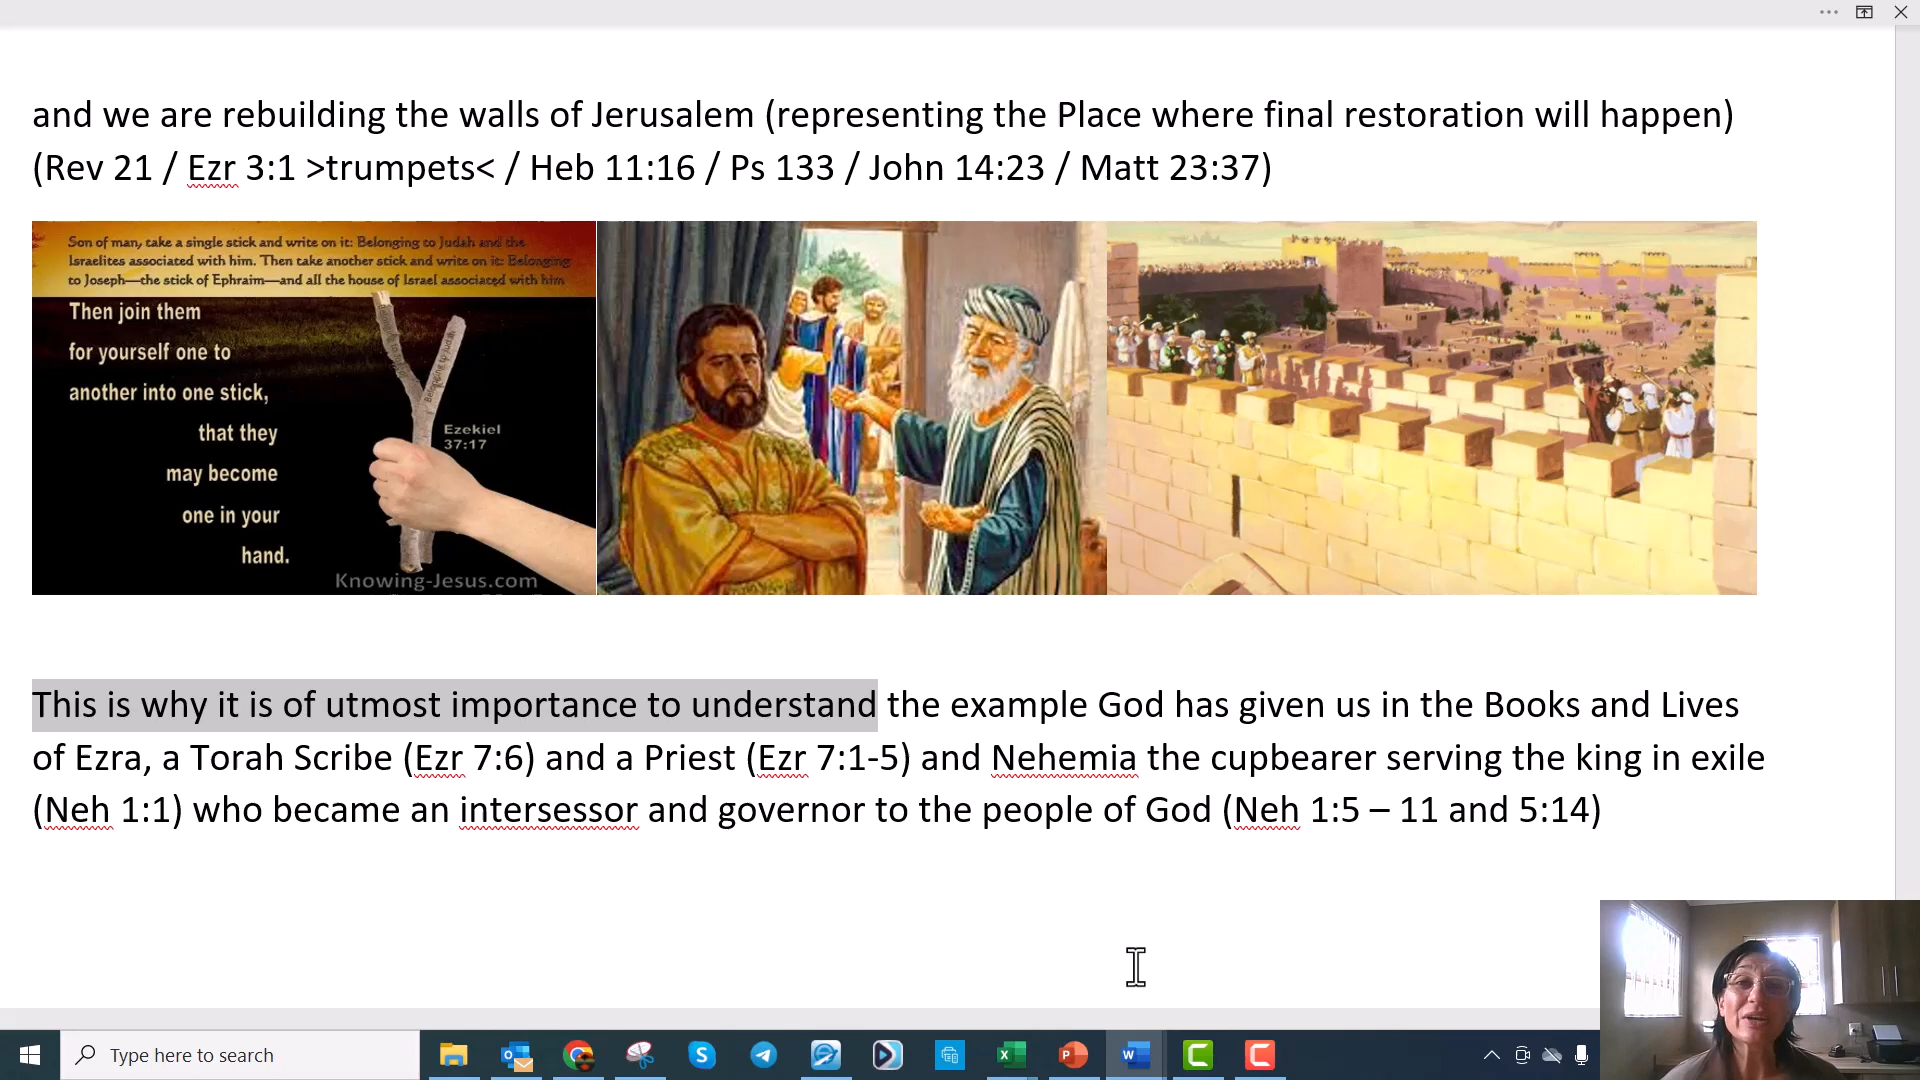 and we are rebuilding the walls of Jerusalem (representing the Place where final restoration will happen)
(Rev 21 / Ezr 3:1 >trumpets< / Heb 11:16 / Ps 133 / John 14:23 / Matt 23:37)
Son of man, take a single stick and write on it: Belonging to Judah and the
Israelites associated with him. Then take another stick and write on it: Belonging
to Joseph—the stick of Ephraim—and all the house of Israel associated with him
Then join them
for yourself one to
another into one stick,
that they
may become
one in your
hand.
Belonging to Judah
Ezekiel
37:17
Knowing-Jesus.com
This is why it is of utmost importance to understand the example God has given us in the Books and Lives
of Ezra, a Torah Scribe (Ezr 7:6) and a Priest (Ezr 7:1-5) and Nehemia the cupbearer serving the king in exile
(Neh 1:1) who became an intersessor and governor to the people of God (Neh 1:5 – 11 and 5:14)
Type here to search